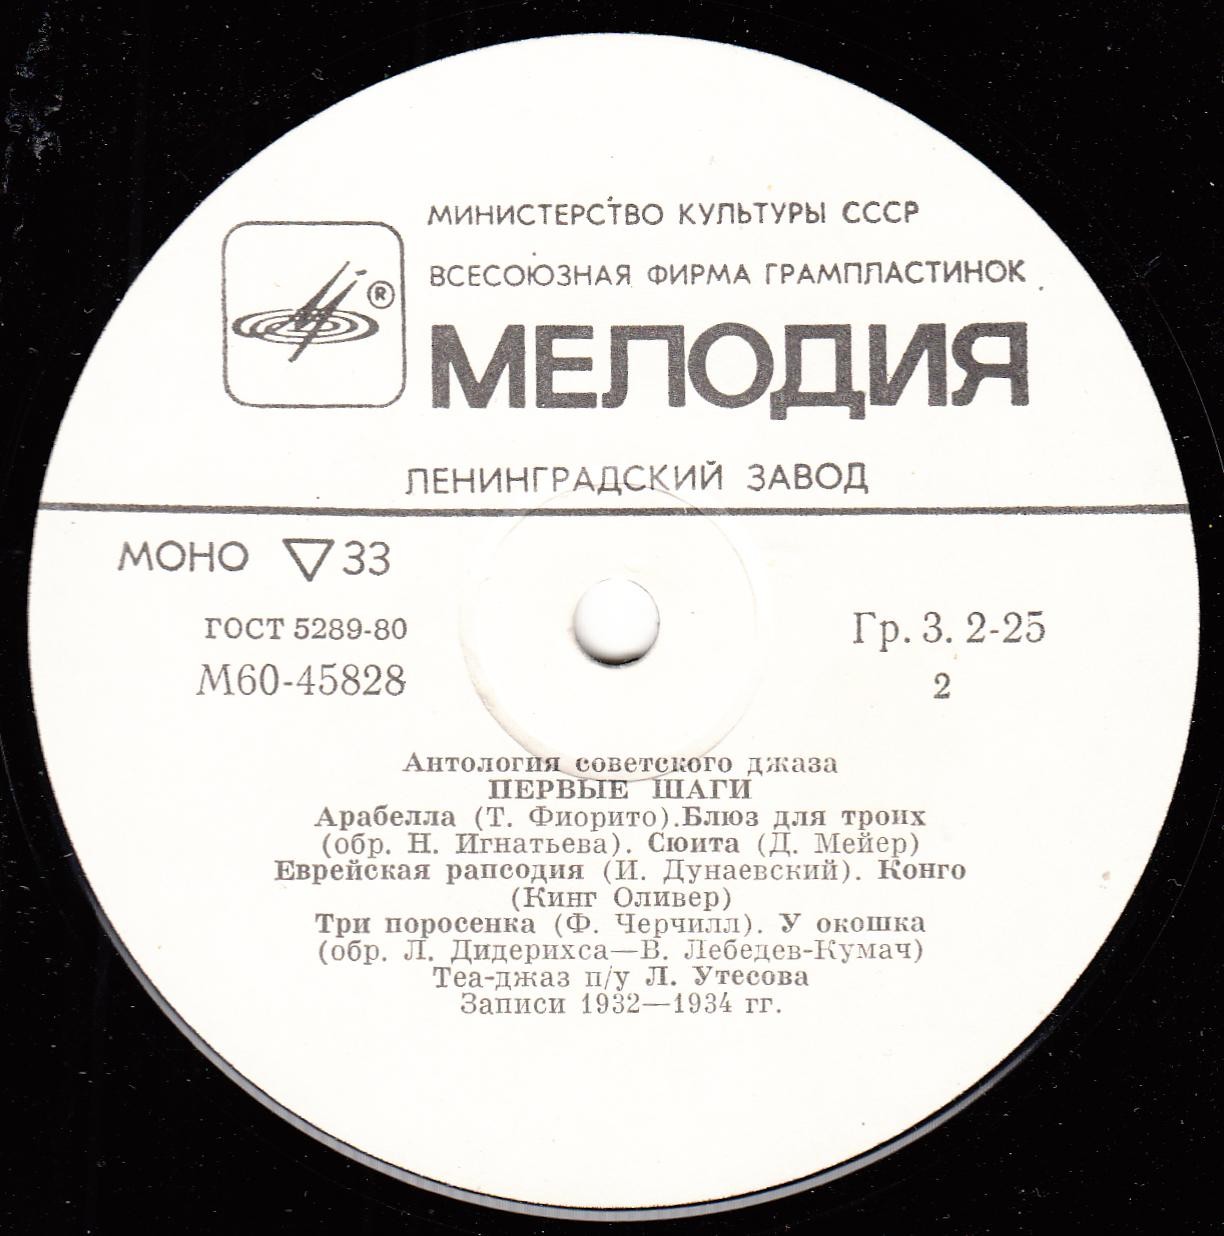 МИНИСТЕРСТВО КУЛЬТУРЫ СССР
ВСЕСОЮЗНАЯ ФИРМА ГРАМПЛАСТИНОК
®
МЕЛОДИЯ
ЛЕНИНГРАДСКИЙ ЗАВОД
МОНО ▽ 33
ГОСТ 5289-80
М60-45828
Гр. 3. 2-25
2
Антология советского джаза
ПЕРВЫЕ ШАГИ
Арабелла (Т. Фиорито).Блюз для троих
(обр. Н. Игнатьева). Сюита (Д. Мейер)
Еврейская рапсодия (И. Дунаевский). Конго
(Кинг Оливер)
Три поросенка (Ф. Черчилл). У окошка
(обр. Л. Дидерихса—В. Лебедев-Кумач)
Теа-джаз п/у Л. Утесова
Записи 1932—1934 гг.